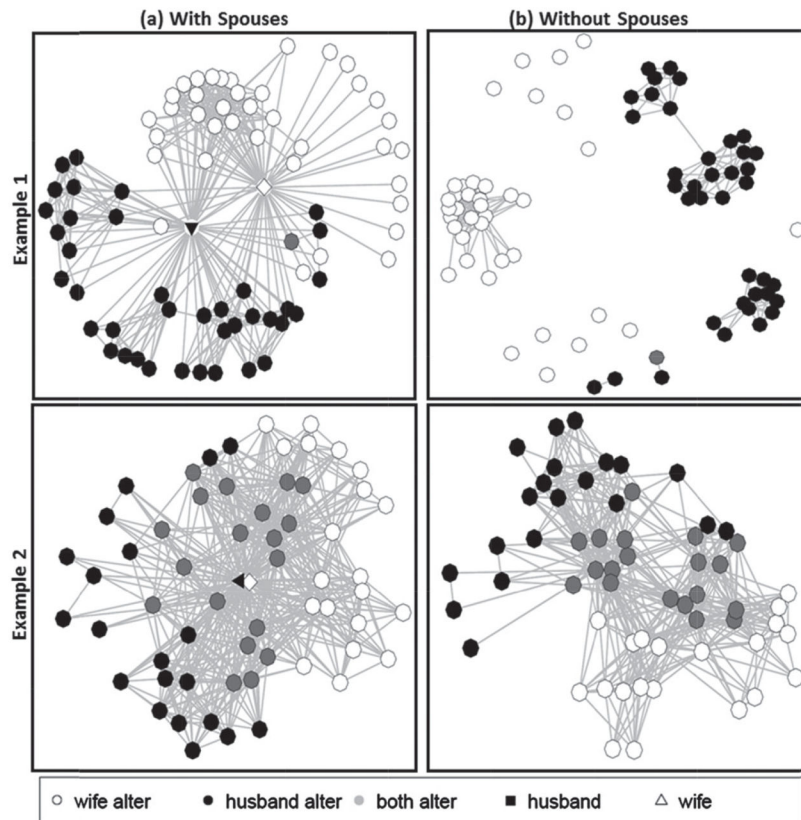 (a) With Spouses
(b) Without Spouses
Example 1
Example 2
wife alter
husband alter
both alter
husband
wife